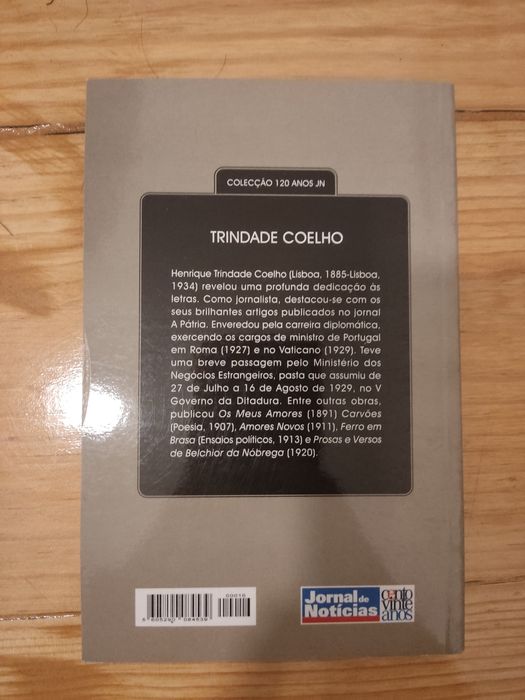 COLECÇÃO 120 ANOS JN
TRINDADE COELHO
Henrique Trindade Coelho (Lisboa, 1885-Lisboa,
1934) revelou uma profunda dedicação às
letras. Como jornalista, destacou-se com os
seus brilhantes artigos publicados no jornal
A Pátria. Enveredou pela carreira diplomática,
exercendo os cargos de ministro de Portugal
em Roma (1927) e no Vaticano (1929). Teve
uma breve passagem pelo Ministério dos
Negócios Estrangeiros, pasta que assumiu de
27 de Julho a 16 de Agosto de 1929, no V
Governo da Ditadura. Entre outras obras,
publicou Os Meus Amores (1891) Carvões
(Poesia, 1907), Amores Novos (1911), Ferro em
Brasa (Ensaios políticos, 1913) e Prosas e Versos
de Belchior da Nóbrega (1920).
00016
5 605290 084639
Jornal de
Notícias
cento
vinte
anos